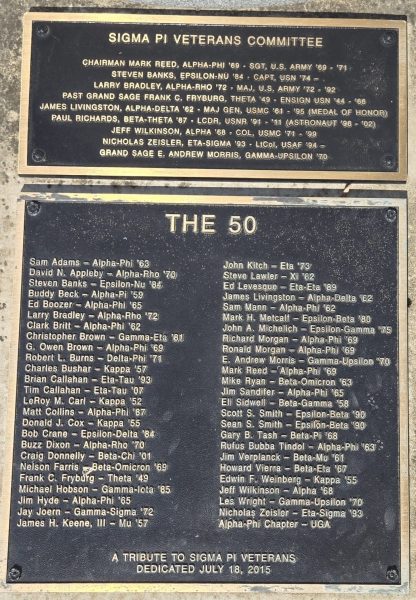 SIGMA PI VETERANS COMMITTEE
CHAIRMAN MARK REED, ALPHA-PHI '69 - SGT, U.S. ARMY '69 - '71
STEVEN BANKS, EPSILON-NU '84 - CAPT, USN '74 -
LARRY BRADLEY, ALPHA-RHO '72 - MAJ, U.S. ARMY '72 - '92
PAST GRAND SAGE FRANK C. FRYBURG, THETA '49 - ENSIGN USN '44 - '66
JAMES LIVINGSTON, ALPHA-DELTA '62 - MAJ GEN, USMC '61 - '95 (MEDAL OF HONOR)
PAUL RICHARDS, BETA-THETA '87 - LCDR, USNR '91 - '11 (ASTRONAUT '96 - '02)
JEFF WILKINSON, ALPHA '68 - COL, USMC '71 - '99
NICHOLAS ZEISLER, ETA-SIGMA '93 - LtCol, USAF '94 -
GRAND SAGE E. ANDREW MORRIS, GAMMA-UPSILON '70
THE 50
Sam Adams – Alpha-Phi '63
David N. Appleby – Alpha-Rho '70
Steven Banks – Epsilon-Nu '84
Buddy Beck – Alpha-Pi '59
Ed Boozer – Alpha-Phi '65
Larry Bradley – Alpha-Rho '72
Clark Britt – Alpha-Phi '62
Christopher Brown – Gamma-Eta '81
G. Owen Brown – Alpha-Phi '69
Robert L. Burns – Delta-Phi '71
Charles Bushar – Kappa '57
Brian Callahan – Eta-Tau '93
Tim Callahan – Eta-Tau '07
LeRoy M. Carl – Kappa '52
Matt Collins – Alpha-Phi '87
Donald J. Cox – Kappa '55
Bob Crane – Epsilon-Delta '84
Buzz Dixon – Alpha-Rho '70
Craig Donnelly – Beta-Chi '01
Nelson Farris – Beta-Omicron '69
Frank C. Fryburg – Theta '49
Michael Hobson – Gamma-Iota '85
Jim Hyde – Alpha-Phi '65
Jay Joern – Gamma-Sigma '72
James H. Keene, III – Mu '57
John Kitch – Eta '73
Steve Lawler – Xi '62
Ed Levesque – Eta-Eta '89
James Livingston – Alpha-Delta '62
Sam Mann – Alpha-Phi '62
Mark H. Metcalf – Epsilon-Beta '80
John A. Michelich – Epsilon-Gamma '75
Richard Morgan – Alpha-Phi '69
Ronald Morgan – Alpha-Phi '69
E. Andrew Morris – Gamma-Upsilon '70
Mark Reed – Alpha-Phi '69
Mike Ryan – Beta-Omicron '63
Jim Sandifer – Alpha-Phi '65
Eli Sidwell – Beta-Gamma '58
Scott S. Smith – Epsilon-Beta '90
Sean S. Smith – Epsilon-Beta '90
Gary B. Tash – Beta-Pi '68
Rufus Bubba Tindol – Alpha-Phi '63
Jim Verplanck – Beta-Mu '61
Howard Vierra – Beta-Eta '67
Edwin F. Weinberg – Kappa '55
Jeff Wilkinson – Alpha '68
Les Wright – Gamma-Upsilon '70
Nicholas Zeisler – Eta-Sigma '93
Alpha-Phi Chapter – UGA
A TRIBUTE TO SIGMA PI VETERANS
DEDICATED JULY 18, 2015